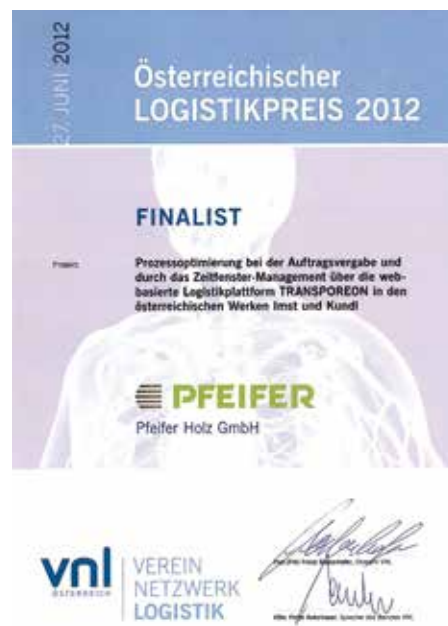 27. JUNI 2012
Österreichischer
LOGISTIKPREIS 2012
FINALIST
Prozessoptimierung bei der Auftragsvergabe und
durch das Zeitfenster-Management über die web-
basierte Logistikplattform TRANSPOREON in den
österreichischen Werken Imst und Kundl
PFEIFER
Pfeifer Holz GmbH
vnl
ÖSTERREICH
VEREIN
NETZWERK
LOGISTIK